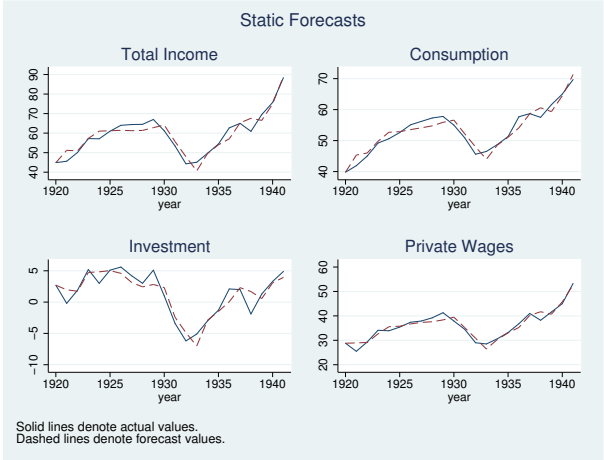 Static Forecasts
Total Income
90
80
70
60
50
40
1920 1925 1930 1935 1940
year
Consumption
70
60
50
40
1920 1925 1930 1935 1940
year
Investment
5
0
−5
−10
1920 1925 1930 1935 1940
year
Private Wages
60
50
40
30
20
1920 1925 1930 1935 1940
year
Solid lines denote actual values.
Dashed lines denote forecast values.